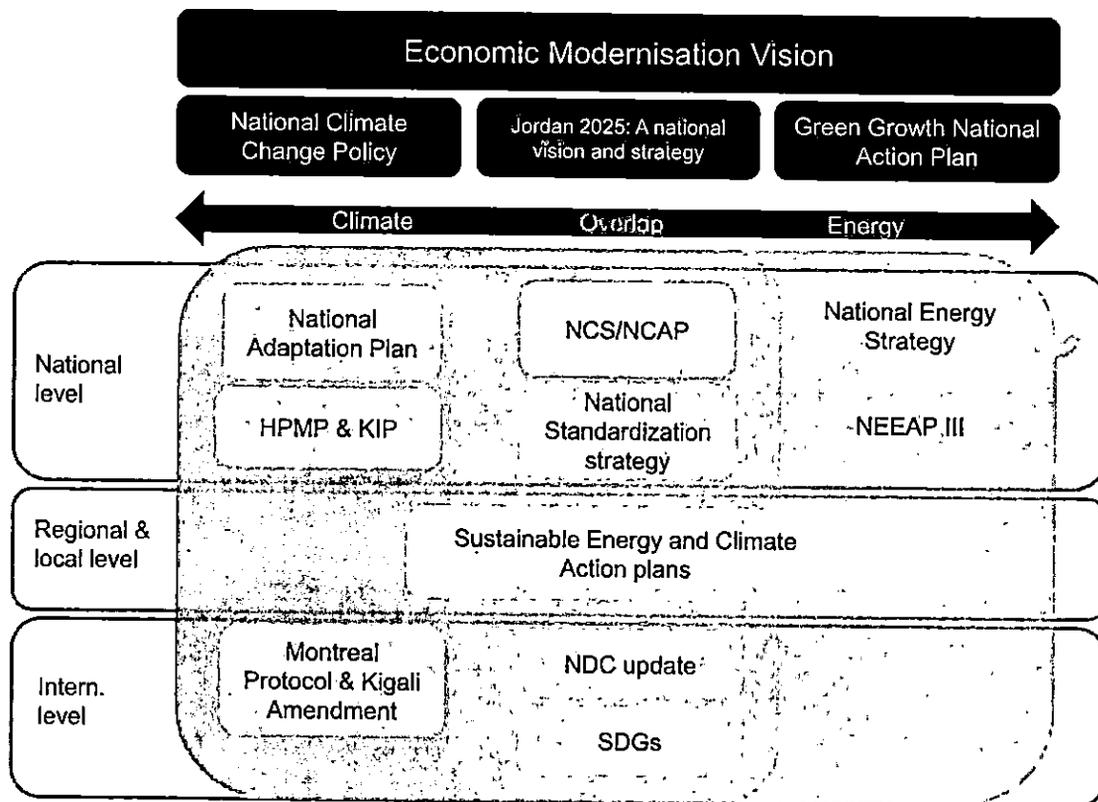 Economic Modernisation Vision
National Climate
Change Policy
Jordan 2025: A national
vision and strategy
Green Growth National
Action Plan
Climate
Overlap
Energy
National
level
National
Adaptation Plan
HPMP & KIP
NCS/NCAP
National
Standardization
strategy
National Energy
Strategy
NEEAP III
Regional &
local level
Sustainable Energy and Climate
Action plans
Intern.
level
Montreal
Protocol & Kigali
Amendment
NDC update
SDGs